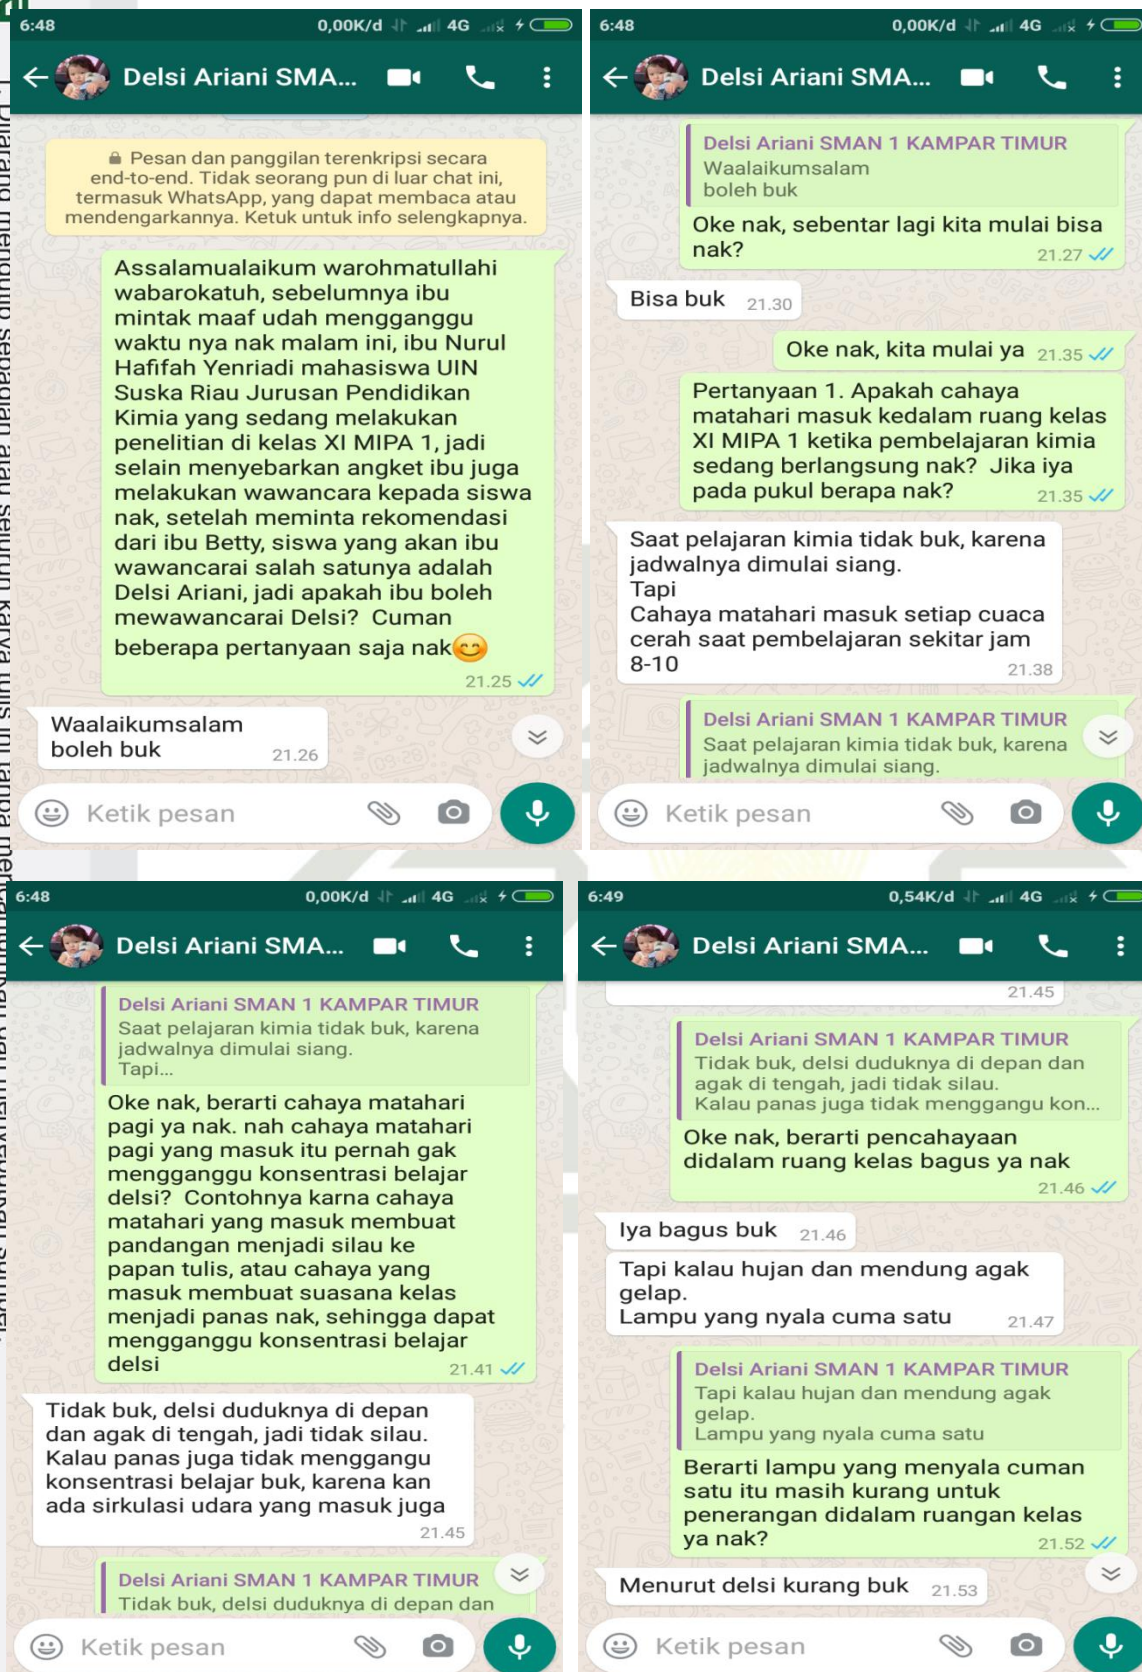 6:48
0,00K/d
4G
Delsi Ariani SMA...
Pesan dan panggilan terenkripsi secara
end-to-end. Tidak seorang pun di luar chat ini,
termasuk WhatsApp, yang dapat membaca atau
mendengarkannya. Ketuk untuk info selengkapnya.
Assalamualaikum warohmatullahi
wabarokatuh, sebelumnya ibu
mintak maaf udah mengganggu
waktu nya nak malam ini, ibu Nurul
Hafifah Yenriadi mahasiswa UIN
Suska Riau Jurusan Pendidikan
Kimia yang sedang melakukan
penelitian di kelas XI MIPA 1, jadi
selain menyebarkan angket ibu juga
melakukan wawancara kepada siswa
nak, setelah meminta rekomendasi
dari ibu Betty, siswa yang akan ibu
wawancarai salah satunya adalah
Delsi Ariani, jadi apakah ibu boleh
mewawancarai Delsi? Cuman
beberapa pertanyaan saja nak😊
21.25
Waalaikumsalam
boleh buk
21.26
Ketik pesan
6:48
0,00K/d
4G
Delsi Ariani SMA...
Delsi Ariani SMAN 1 KAMPAR TIMUR
Waalaikumsalam
boleh buk
Oke nak, sebentar lagi kita mulai bisa
nak?
21.27
Bisa buk
21.30
Oke nak, kita mulai ya
21.35
Pertanyaan 1. Apakah cahaya
matahari masuk kedalam ruang kelas
XI MIPA 1 ketika pembelajaran kimia
sedang berlangsung nak? Jika iya
pada pukul berapa nak?
21.35
Saat pelajaran kimia tidak buk, karena
jadwalnya dimulai siang.
Tapi
Cahaya matahari masuk setiap cuaca
cerah saat pembelajaran sekitar jam
8-10
21.38
Delsi Ariani SMAN 1 KAMPAR TIMUR
Saat pelajaran kimia tidak buk, karena
jadwalnya dimulai siang.
Ketik pesan
6:48
0,00K/d
4G
Delsi Ariani SMA...
Delsi Ariani SMAN 1 KAMPAR TIMUR
Saat pelajaran kimia tidak buk, karena
jadwalnya dimulai siang.
Tapi...
Oke nak, berarti cahaya matahari
pagi ya nak. nah cahaya matahari
pagi yang masuk itu pernah gak
mengganggu konsentrasi belajar
delsi? Contohnya karna cahaya
matahari yang masuk membuat
pandangan menjadi silau ke
papan tulis, atau cahaya yang
masuk membuat suasana kelas
menjadi panas nak, sehingga dapat
mengganggu konsentrasi belajar
delsi
21.41
Tidak buk, delsi duduknya di depan
dan agak di tengah, jadi tidak silau.
Kalau panas juga tidak menggangu
konsentrasi belajar buk, karena kan
ada sirkulasi udara yang masuk juga
21.45
Delsi Ariani SMAN 1 KAMPAR TIMUR
Tidak buk, delsi duduknya di depan dan
Ketik pesan
6:49
0,54K/d
4G
Delsi Ariani SMA...
21.45
Delsi Ariani SMAN 1 KAMPAR TIMUR
Tidak buk, delsi duduknya di depan dan
agak di tengah, jadi tidak silau.
Kalau panas juga tidak menggangu kon...
Oke nak, berarti pencahayaan
didalam ruang kelas bagus ya nak
21.46
Iya bagus buk
21.46
Tapi kalau hujan dan mendung agak
gelap.
Lampu yang nyala cuma satu
21.47
Delsi Ariani SMAN 1 KAMPAR TIMUR
Tapi kalau hujan dan mendung agak
gelap.
Lampu yang nyala cuma satu
Berarti lampu yang menyala cuman
satu itu masih kurang untuk
penerangan didalam ruangan kelas
ya nak?
21.52
Menurut delsi kurang buk
21.53
Ketik pesan